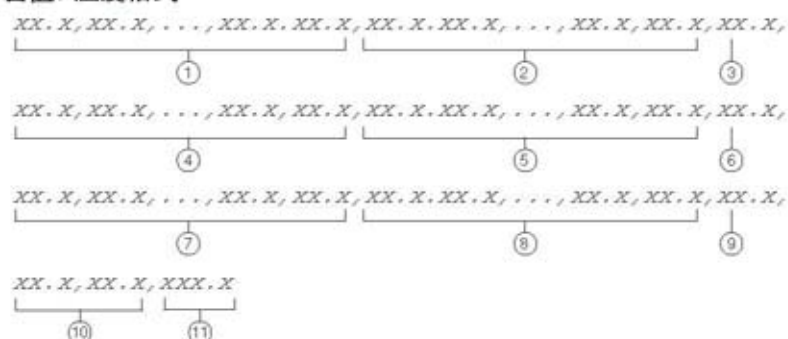 xx.x,xx.x,...,xx.x.xx.x,xx.x,xx.x,...,xx.x,xx.x,xx.x,
① ② ③
xx.x,xx.x,...,xx.x,xx.x,xx.x.xx.x,...,xx.x,xx.x,xx.x,
④ ⑤ ⑥
xx.x,xx.x,...,xx.x,xx.x,xx.x.xx.x,...,xx.x,xx.x,xx.x,
⑦ ⑧ ⑨
xx.x,xx.x,xxx.x
⑩ ⑪